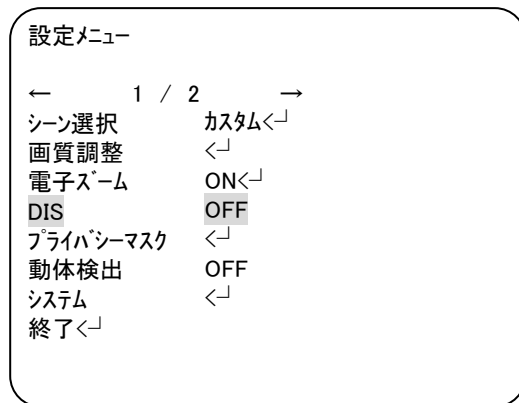 設定ﾒﾆｭｰ
← 1 / 2 →
ｼｰﾝ選択 ｶｽﾀﾑ<┘
画質調整 <┘
電子ｽﾞｰﾑ ON<┘
DIS OFF
ﾌﾟﾗｲﾊﾞｼｰﾏｽｸ <┘
動体検出 OFF
ｼｽﾃﾑ <┘
終了<┘